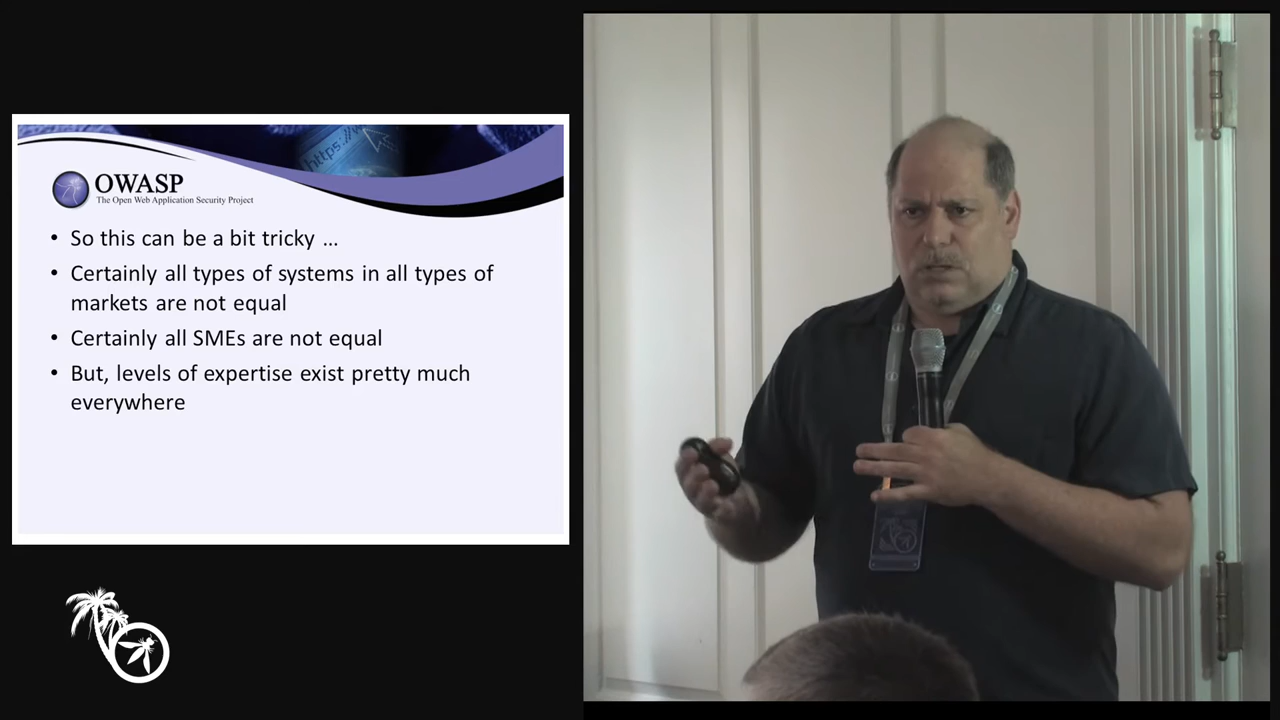 https://
OWASP
The Open Web Application Security Project
• So this can be a bit tricky …
• Certainly all types of systems in all types of
markets are not equal
• Certainly all SMEs are not equal
• But, levels of expertise exist pretty much
everywhere